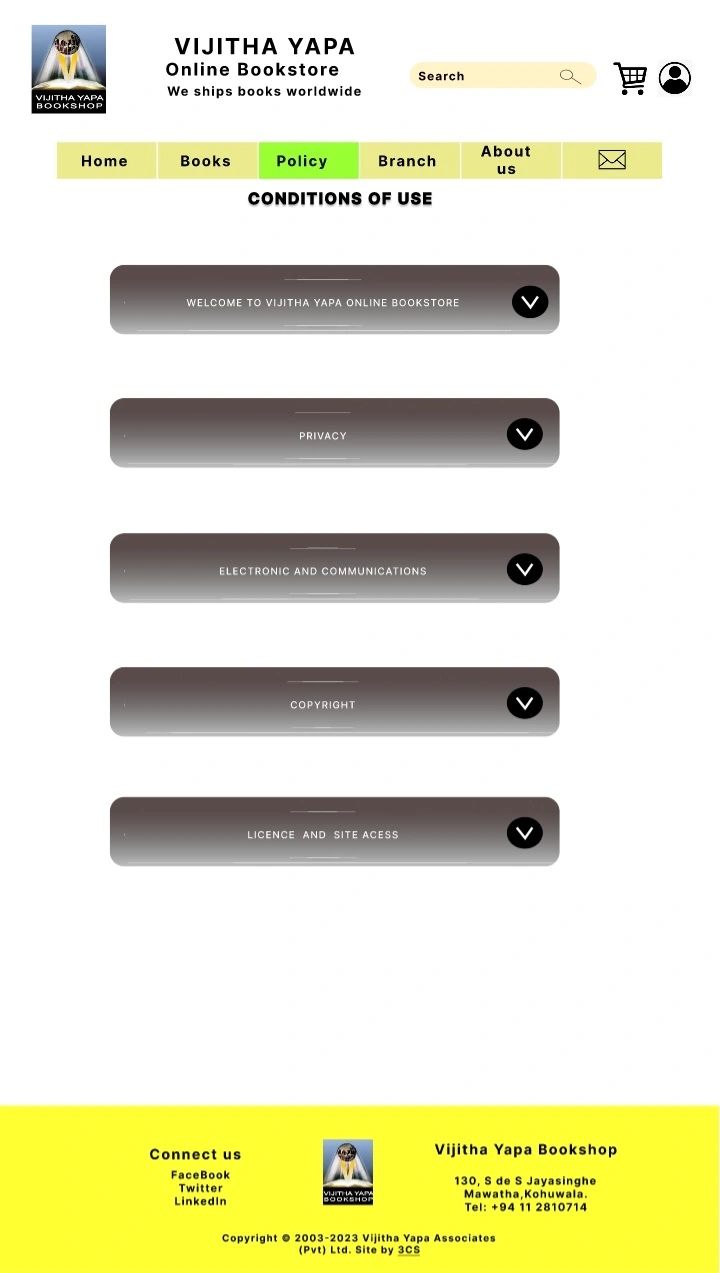 VIJITHA YAPA
BOOKSHOP
VIJITHA YAPA
Online Bookstore
We ships books worldwide
Search
Home
Books
Policy
Branch
About
us
CONDITIONS OF USE
WELCOME TO VIJITHA YAPA ONLINE BOOKSTORE
PRIVACY
ELECTRONIC AND COMMUNICATIONS
COPYRIGHT
LICENCE AND SITE ACESS
Connect us
FaceBook
Twitter
LinkedIn
VIJITHA YAPA
BOOKSHOP
Vijitha Yapa Bookshop
130, S de S Jayasinghe
Mawatha,Kohuwala.
Tel: +94 11 2810714
Copyright © 2003-2023 Vijitha Yapa Associates
(Pvt) Ltd. Site by 3CS